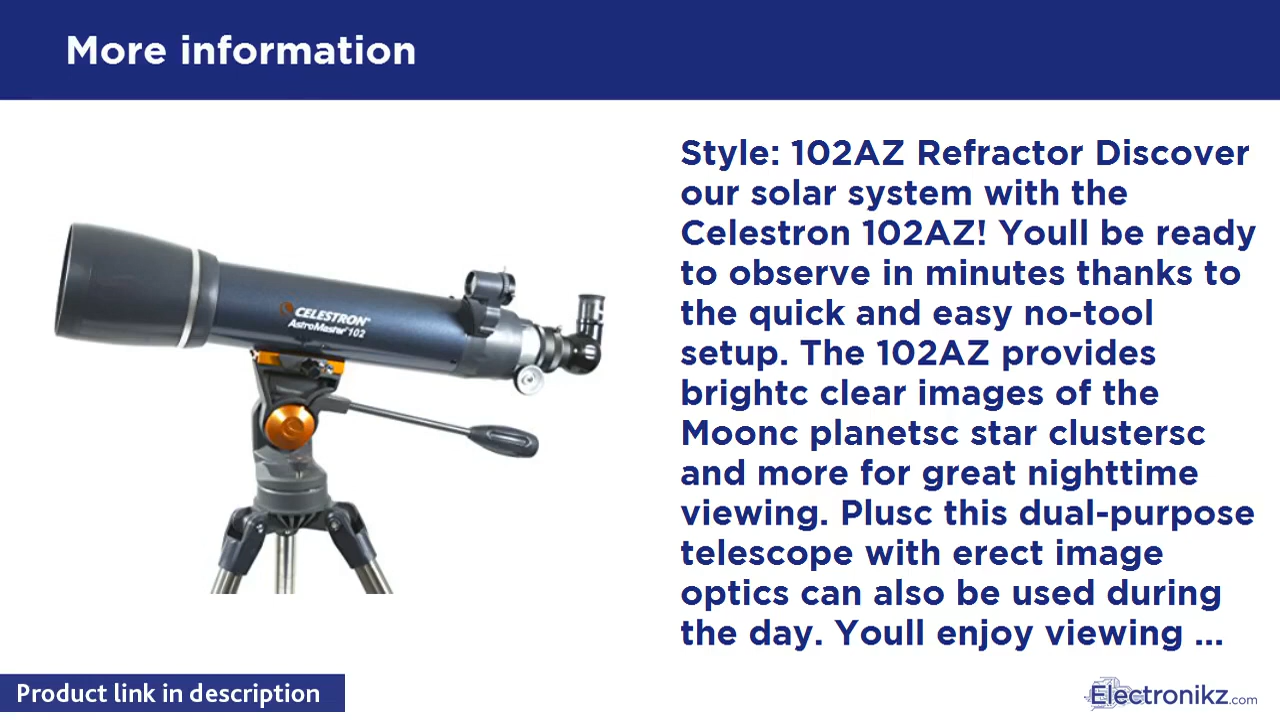 More information
CELESTRON
AstroMaster 102
Style: 102AZ Refractor Discover
our solar system with the
Celestron 102AZ! Youll be ready
to observe in minutes thanks to
the quick and easy no-tool
setup. The 102AZ provides
brightc clear images of the
Moonc planetsc star clustersc
and more for great nighttime
viewing. Plusc this dual-purpose
telescope with erect image
optics can also be used during
the day. Youll enjoy viewing ...
Product link in description
Electronikz.com